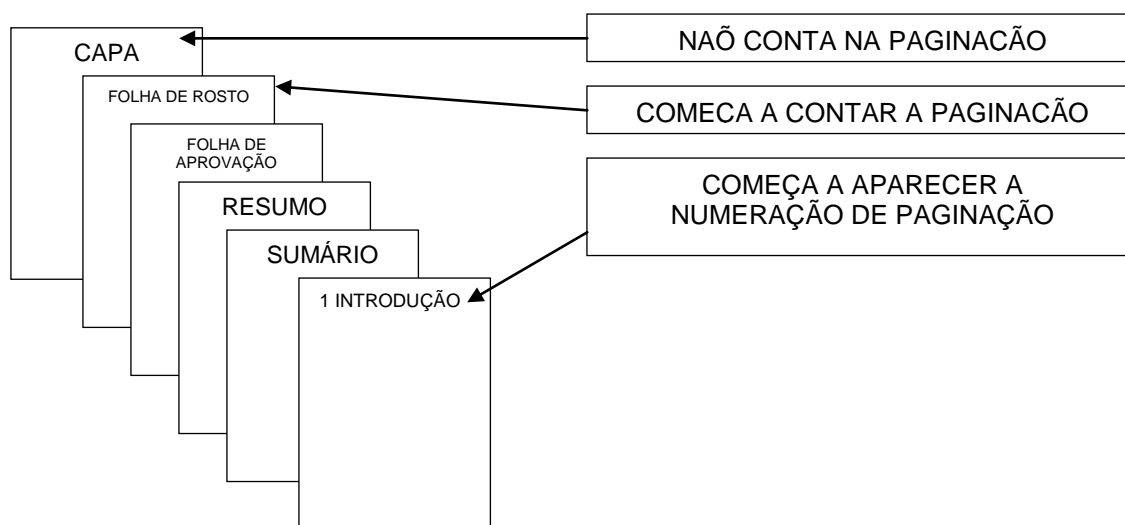 CAPA
NAÕ CONTA NA PAGINACÃO
FOLHA DE ROSTO
COMECA A CONTAR A PAGINACÃO
FOLHA DE
APROVAÇÃO
COMEÇA A APARECER A
NUMERAÇÃO DE PAGINAÇÃO
RESUMO
SUMÁRIO
1 INTRODUÇÃO